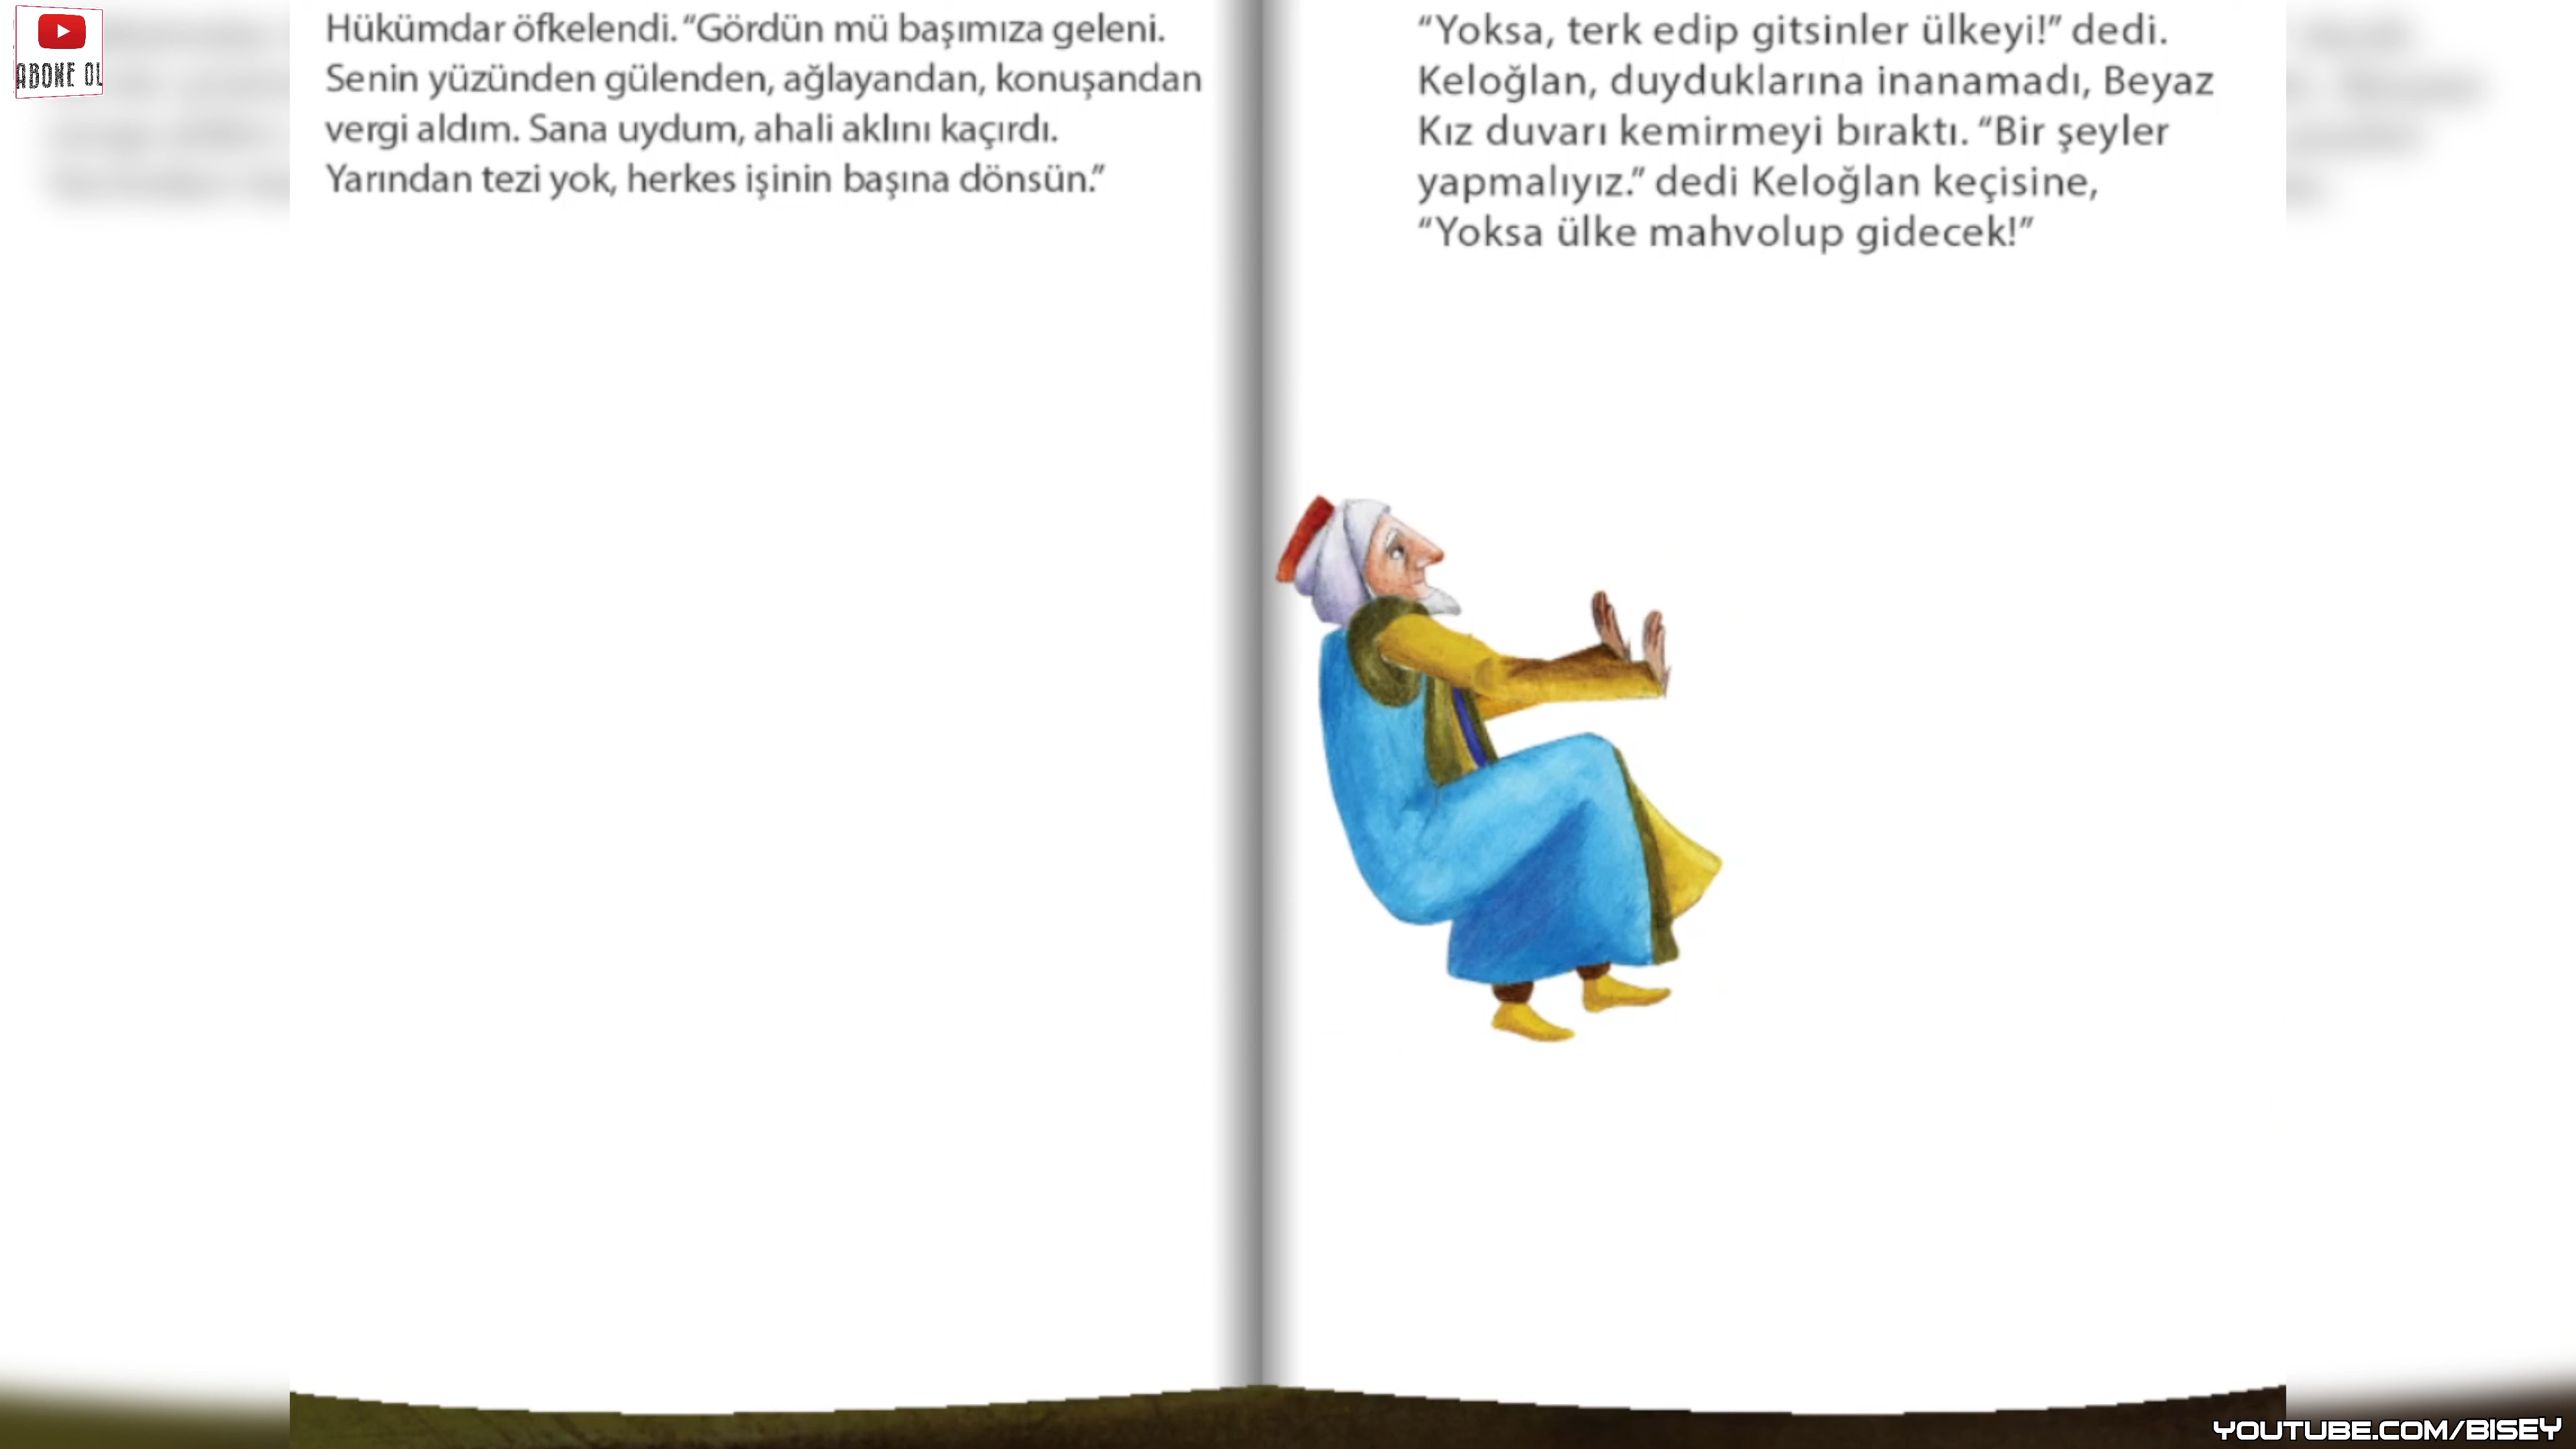 ABONE OL
Hükümdar öfkelendi. “Gördün mü başımıza geleni.
Senin yüzünden gülenden, ağlayandan, konuşandan
vergi aldım. Sana uydum, ahali aklını kaçırdı.
Yarından tezi yok, herkes işinin başına dönsün.”
“Yoksa, terk edip gitsinler ülkeyi!” dedi.
Keloğlan, duyduklarına inanamadı, Beyaz
Kız duvarı kemirmeyi bıraktı. “Bir şeyler
yapmalıyız.” dedi Keloğlan keçisine,
“Yoksa ülke mahvolup gidecek!”
YOUTUBE.COM/BISEY